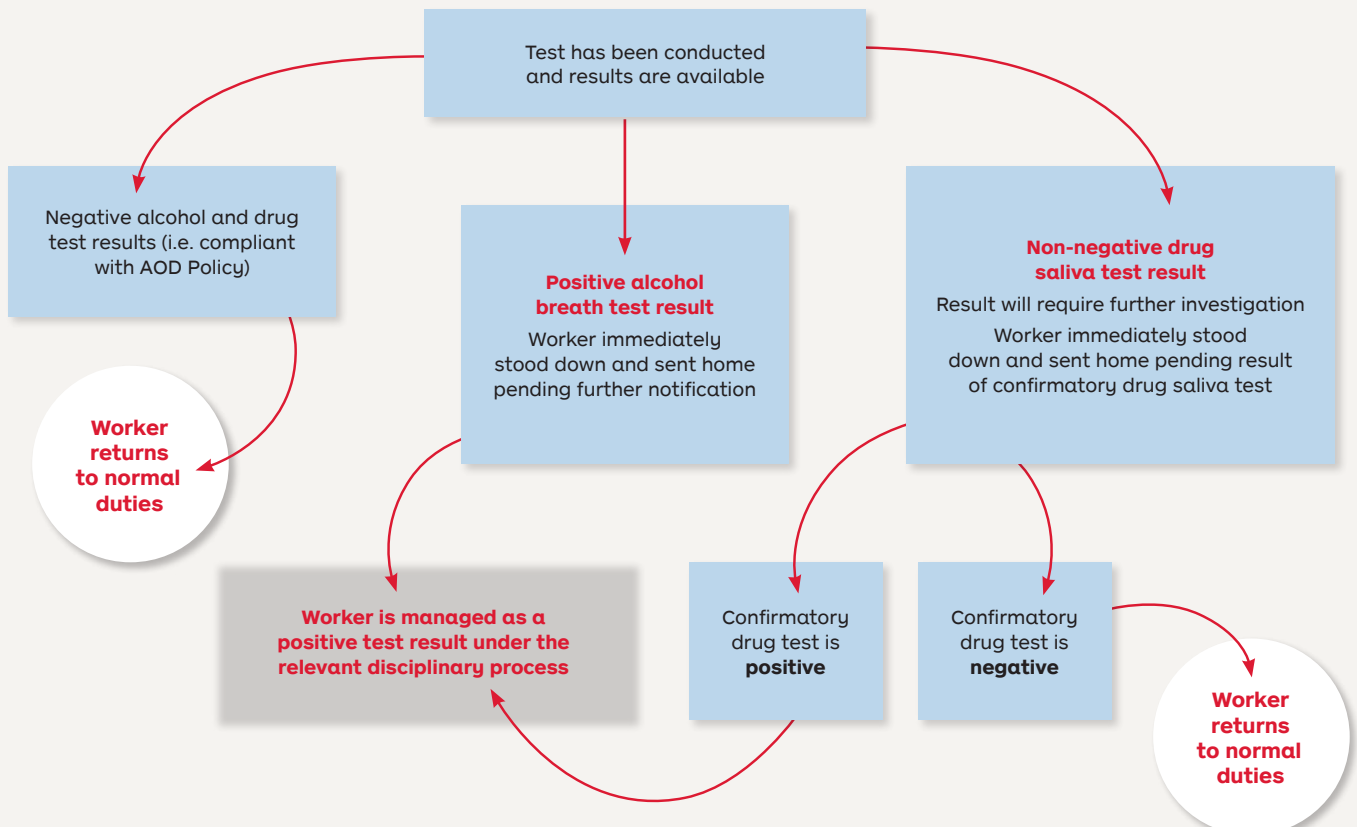 Test has been conducted
and results are available
Negative alcohol and drug
test results (i.e. compliant
with AOD Policy)
Positive alcohol
breath test result
Worker immediately
stood down and sent home
pending further notification
Non-negative drug
saliva test result
Result will require further investigation
Worker immediately stood
down and sent home pending result
of confirmatory drug saliva test
Worker
returns
to normal
duties
Worker is managed as a
positive test result under the
relevant disciplinary process
Confirmatory
drug test is
positive
Confirmatory
drug test is
negative
Worker
returns
to normal
duties